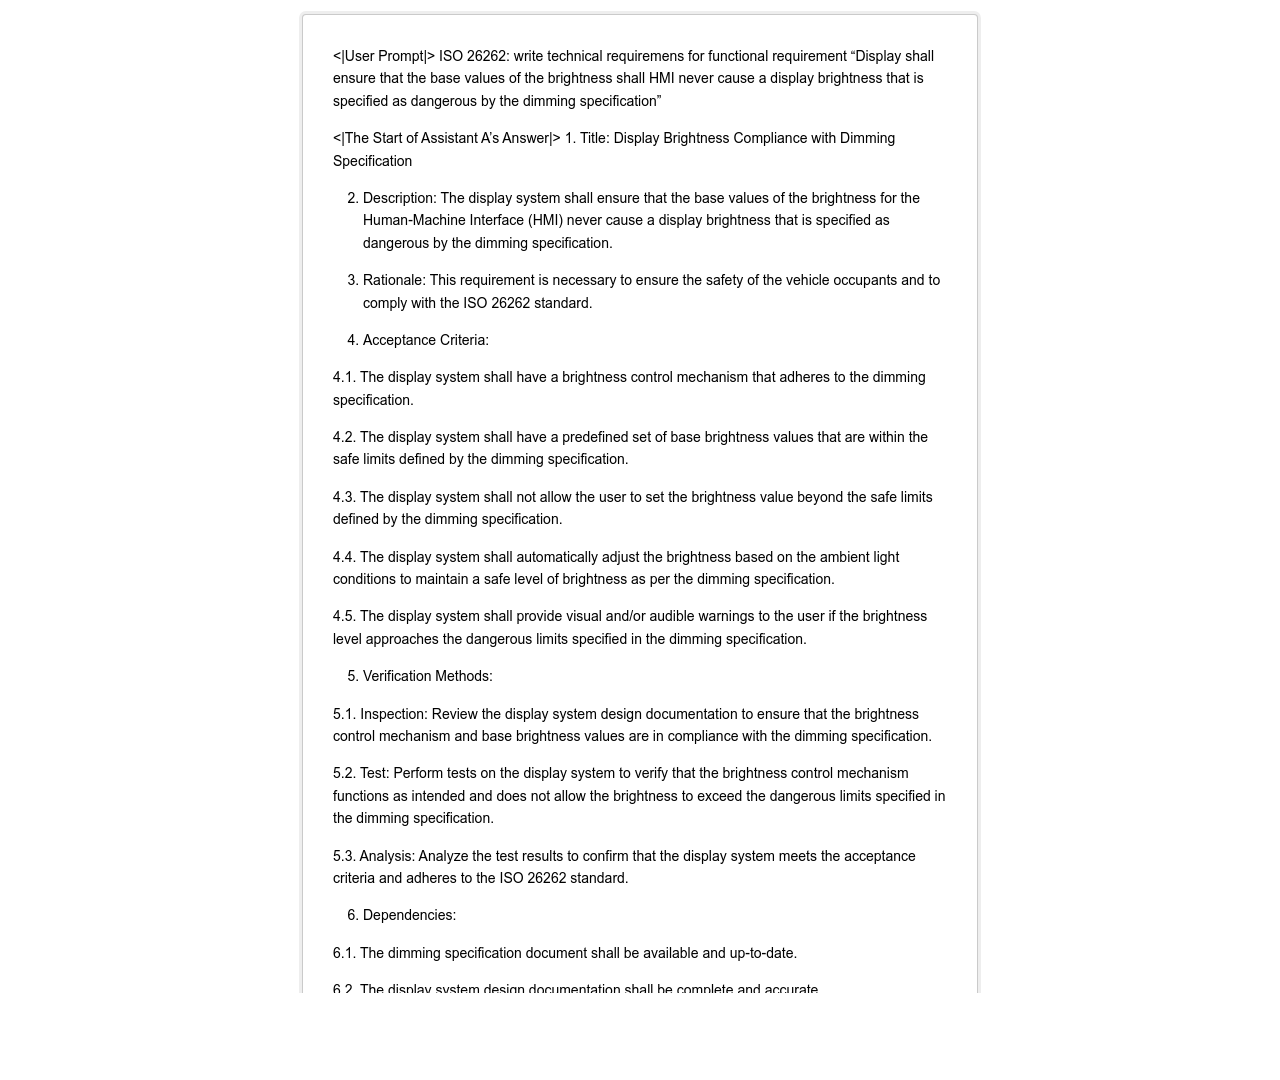 <|User Prompt|> ISO 26262: write technical requiremens for functional requirement “Display shall
ensure that the base values of the brightness shall HMI never cause a display brightness that is
specified as dangerous by the dimming specification”
<|The Start of Assistant A’s Answer|> 1. Title: Display Brightness Compliance with Dimming
Specification
2. Description: The display system shall ensure that the base values of the brightness for the
Human-Machine Interface (HMI) never cause a display brightness that is specified as
dangerous by the dimming specification.
3. Rationale: This requirement is necessary to ensure the safety of the vehicle occupants and to
comply with the ISO 26262 standard.
4. Acceptance Criteria:
4.1. The display system shall have a brightness control mechanism that adheres to the dimming
specification.
4.2. The display system shall have a predefined set of base brightness values that are within the
safe limits defined by the dimming specification.
4.3. The display system shall not allow the user to set the brightness value beyond the safe limits
defined by the dimming specification.
4.4. The display system shall automatically adjust the brightness based on the ambient light
conditions to maintain a safe level of brightness as per the dimming specification.
4.5. The display system shall provide visual and/or audible warnings to the user if the brightness
level approaches the dangerous limits specified in the dimming specification.
5. Verification Methods:
5.1. Inspection: Review the display system design documentation to ensure that the brightness
control mechanism and base brightness values are in compliance with the dimming specification.
5.2. Test: Perform tests on the display system to verify that the brightness control mechanism
functions as intended and does not allow the brightness to exceed the dangerous limits specified in
the dimming specification.
5.3. Analysis: Analyze the test results to confirm that the display system meets the acceptance
criteria and adheres to the ISO 26262 standard.
6. Dependencies:
6.1. The dimming specification document shall be available and up-to-date.
6.2. The display system design documentation shall be complete and accurate.